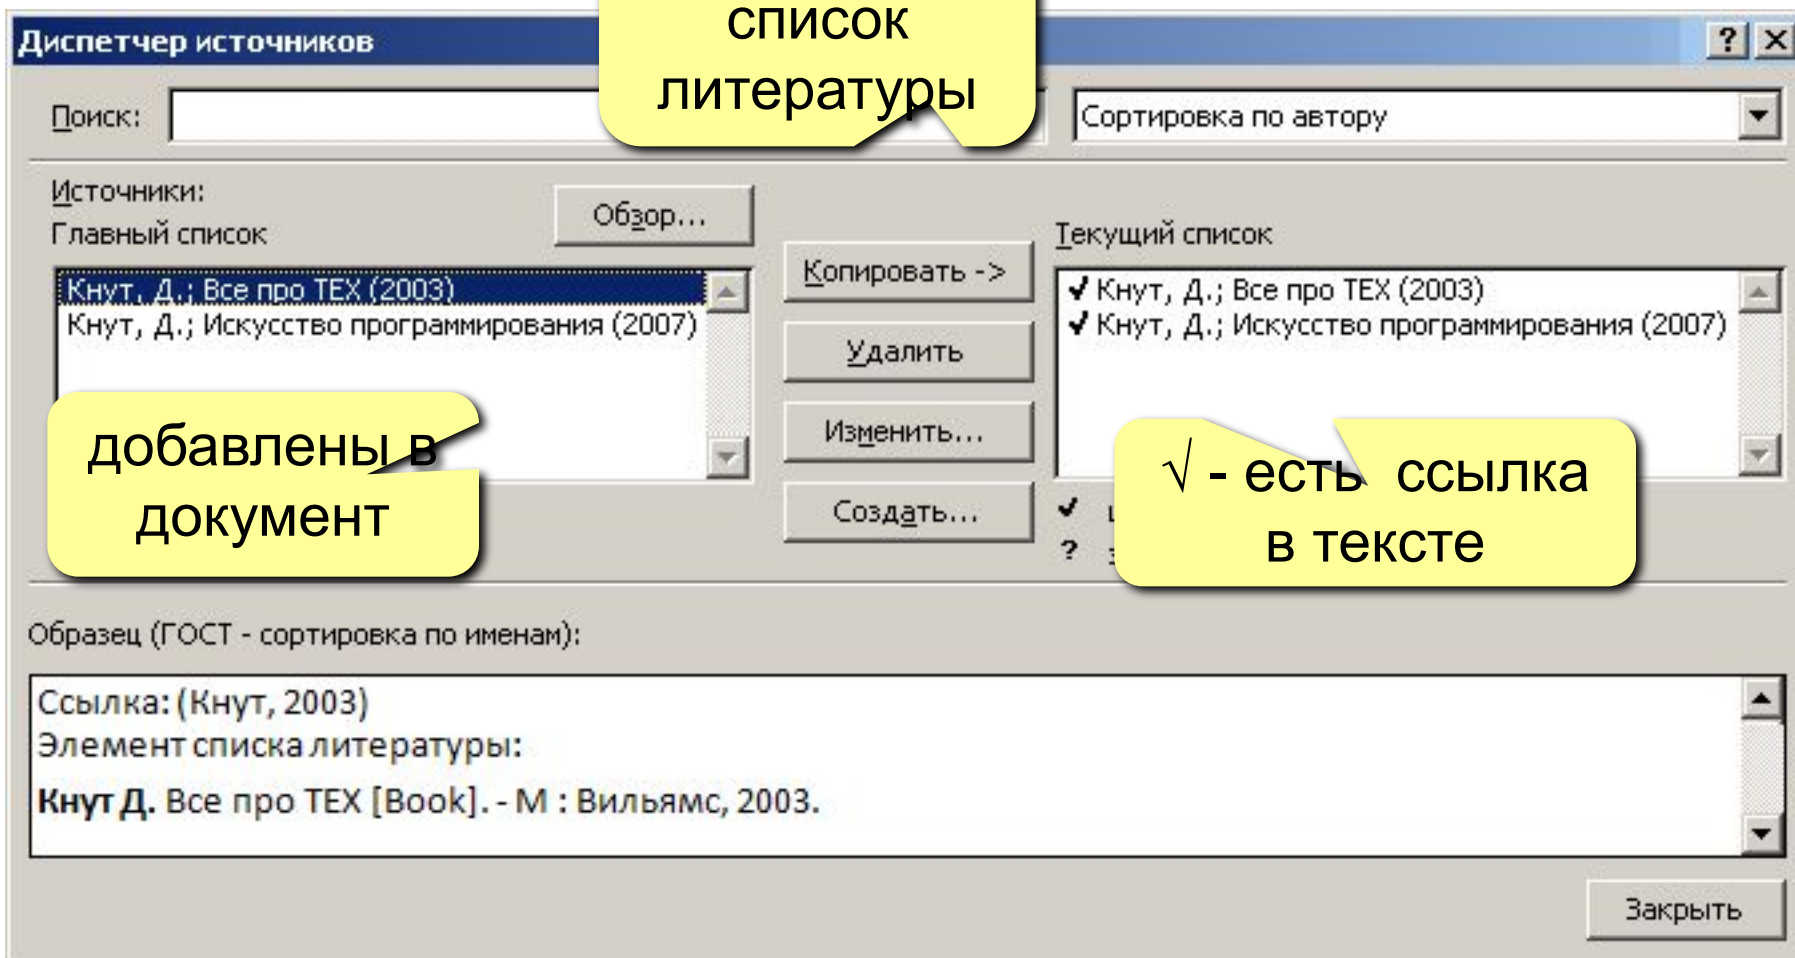 список
литературы
Диспетчер источников
Поиск:
Сортировка по автору
Источники:
Главный список
Обзор...
Текущий список
Кнут, Д.; Все про TEX (2003)
Кнут, Д.; Искусство программирования (2007)
Копировать ->
Удалить
Изменить...
Создать...
✓ Кнут, Д.; Все про TEX (2003)
✓ Кнут, Д.; Искусство программирования (2007)
добавлены в
документ
√ - есть ссылка
в тексте
✓
?
Образец (ГОСТ - сортировка по именам):
Ссылка: (Кнут, 2003)
Элемент списка литературы:
Кнут Д. Все про TEX [Book]. - М : Вильямс, 2003.
Закрыть